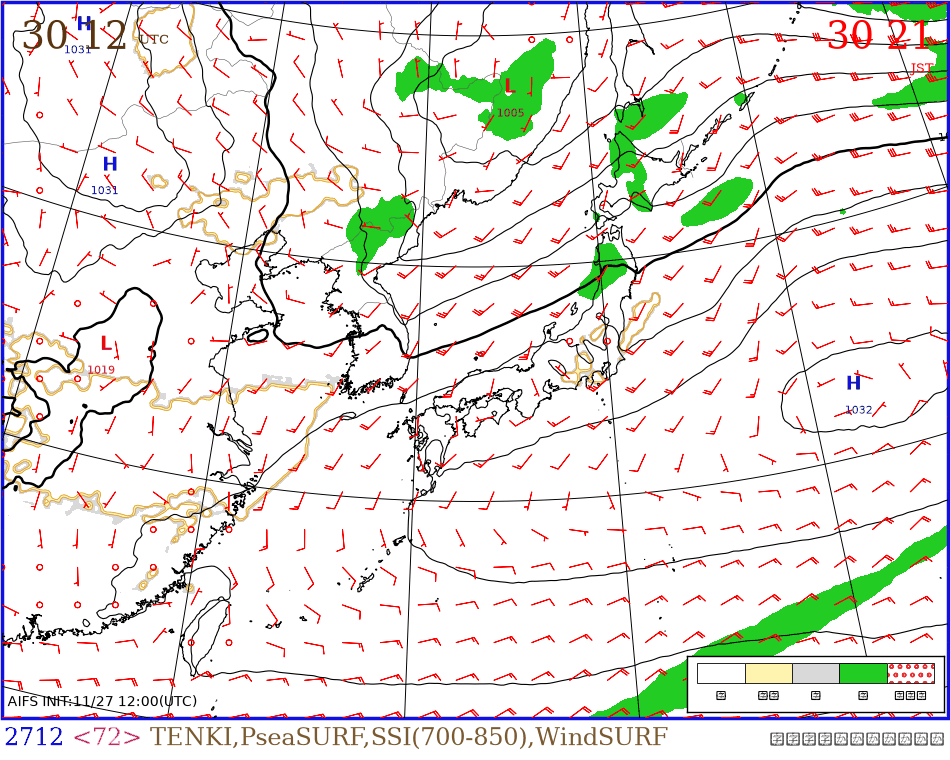 30 12 UTC
30 21
JST
H
1031
L
1005
H
1031
L
1019
H
1032
AIFS INIT:11/27 12:00(UTC)
2712 <72> TENKI,PseaSURF,SSI(700-850),WindSURF